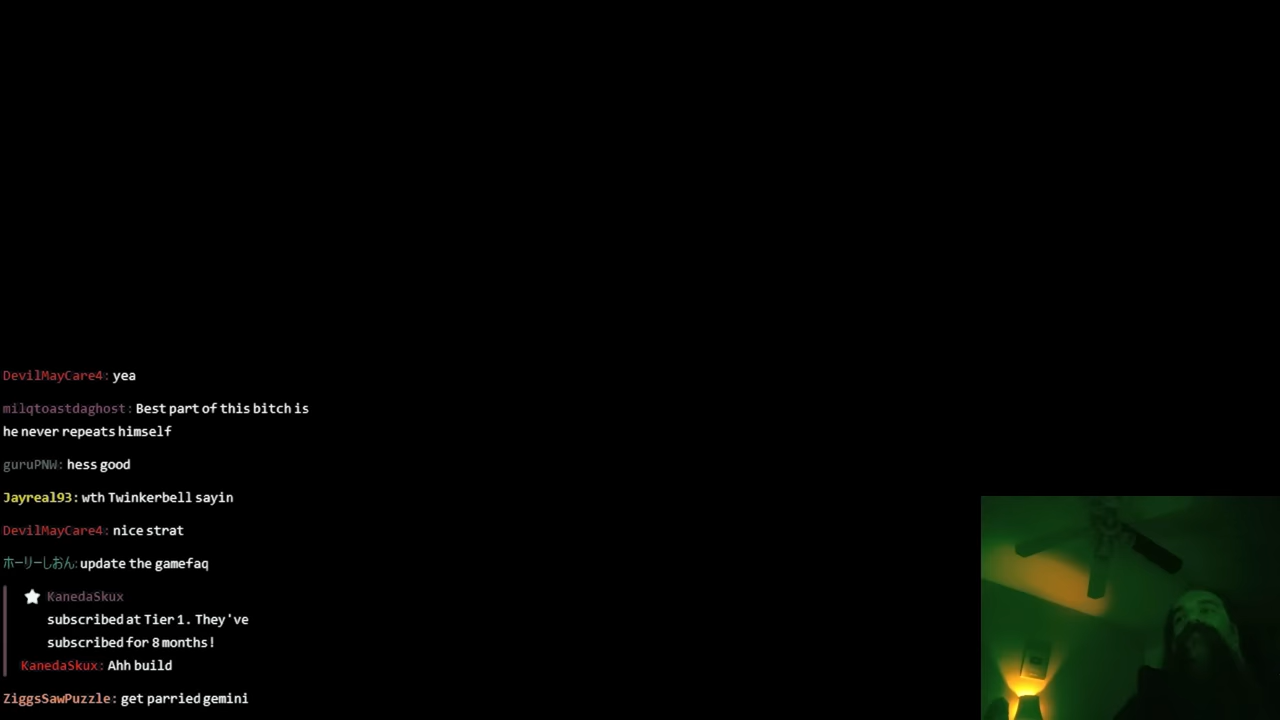 DevilMayCare4: yea
milqtoastdaghost: Best part of this bitch is
he never repeats himself
guruPNW: hess good
Jayreal93: wth Twinkerbell sayin
DevilMayCare4: nice strat
ホーリーしおん: update the gamefaq
KanedaSkux
subscribed at Tier 1. They've
subscribed for 8 months!
KanedaSkux: Ahh build
ZiggsSawPuzzle: get parried gemini